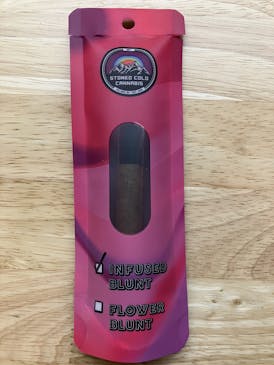 STONED COLD
CANNABIS
INFUSED
BLUNT
FLOWER
BLUNT